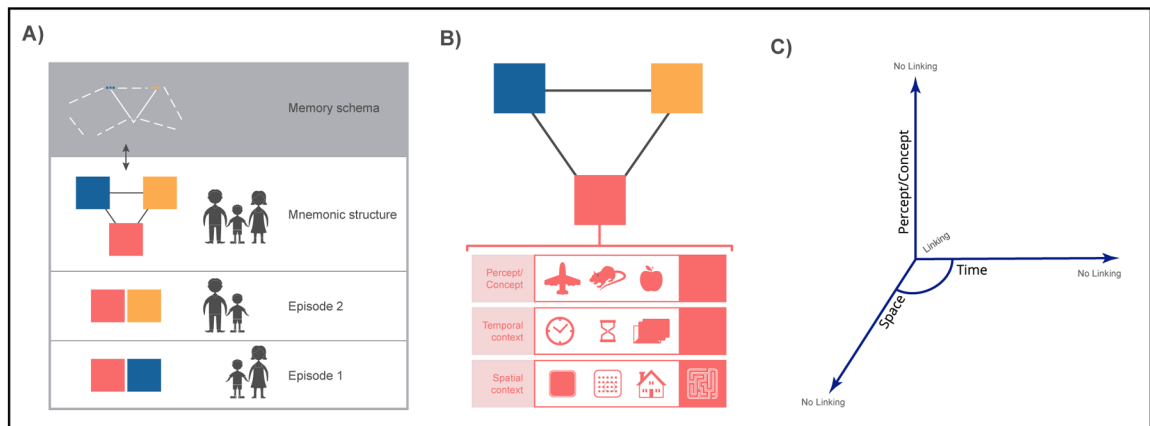 A)
Memory schema
Mnemonic structure
Episode 2
Episode 1
B)
Percept/
Concept
Temporal
context
Spatial
context
C)
No Linking
Percept/Concept
Linking
Time
No Linking
Space
No Linking